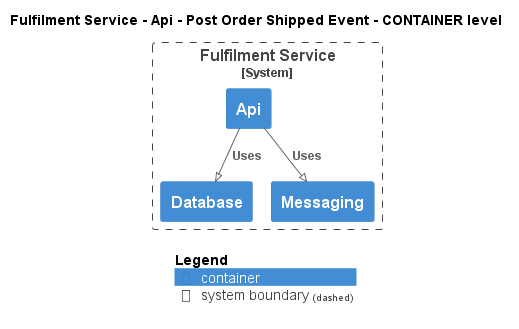 Fulfilment Service - Api - Post Order Shipped Event - CONTAINER level
Fulfilment Service
[System]
Api
Uses
Uses
Database
Messaging
Legend
container
system boundary (dashed)